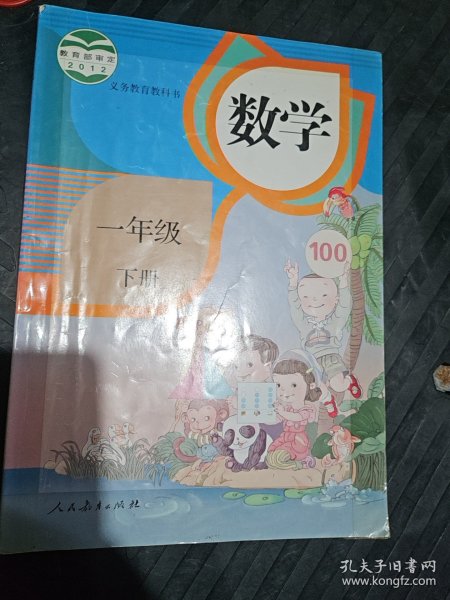 教育部审定
2012
义务教育教科书
数学
一年级
下册
100
人民教育出版社
孔夫子旧书网
www.kongfz.com